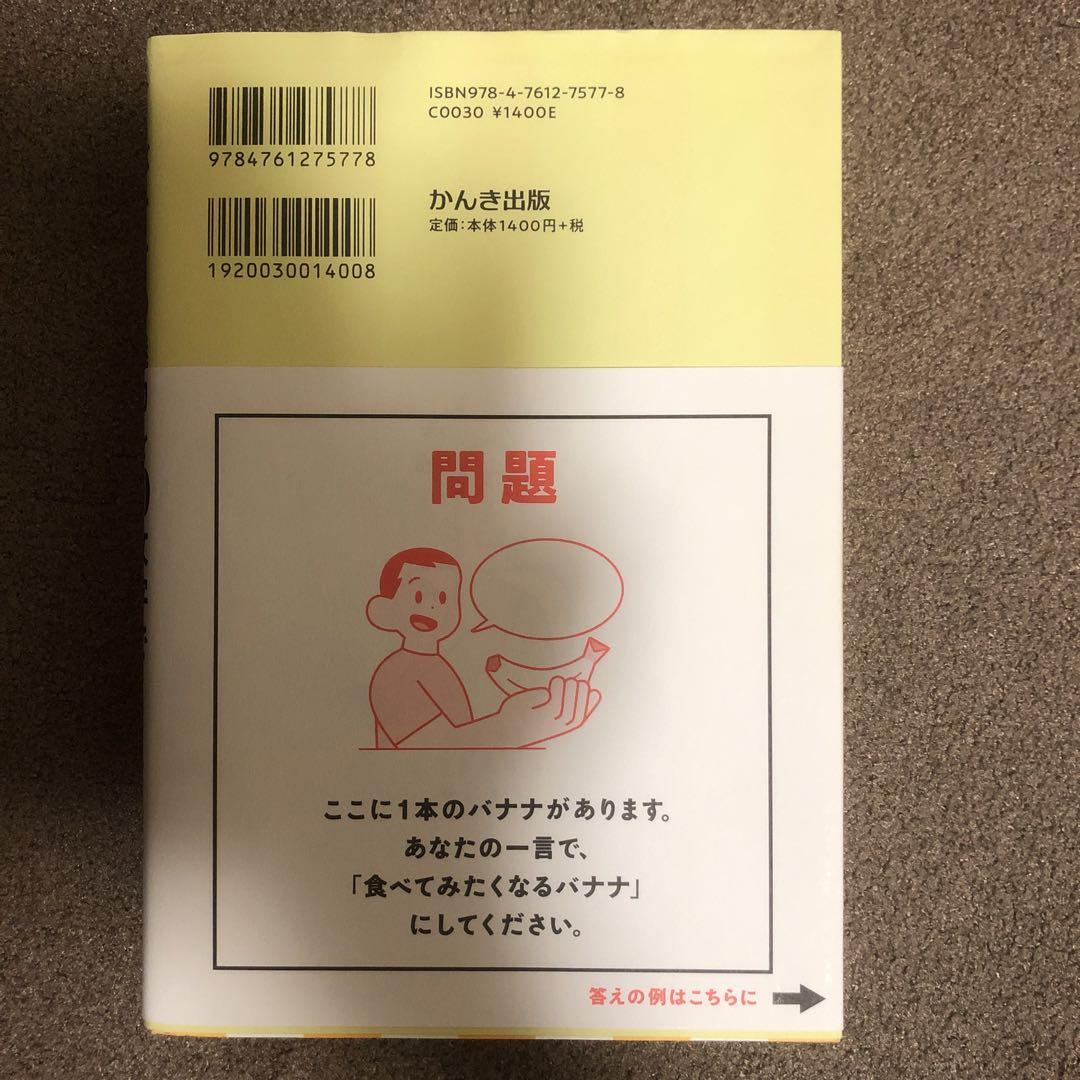 ISBN978-4-7612-7577-8
C0030 ¥1400E
9784761275778
かんき出版
定価:本体1400円+税
1920030014008
問題
ここに1本のバナナがあります。
あなたの一言で、
「食べてみたくなるバナナ」
にしてください。
答えの例はこちらに